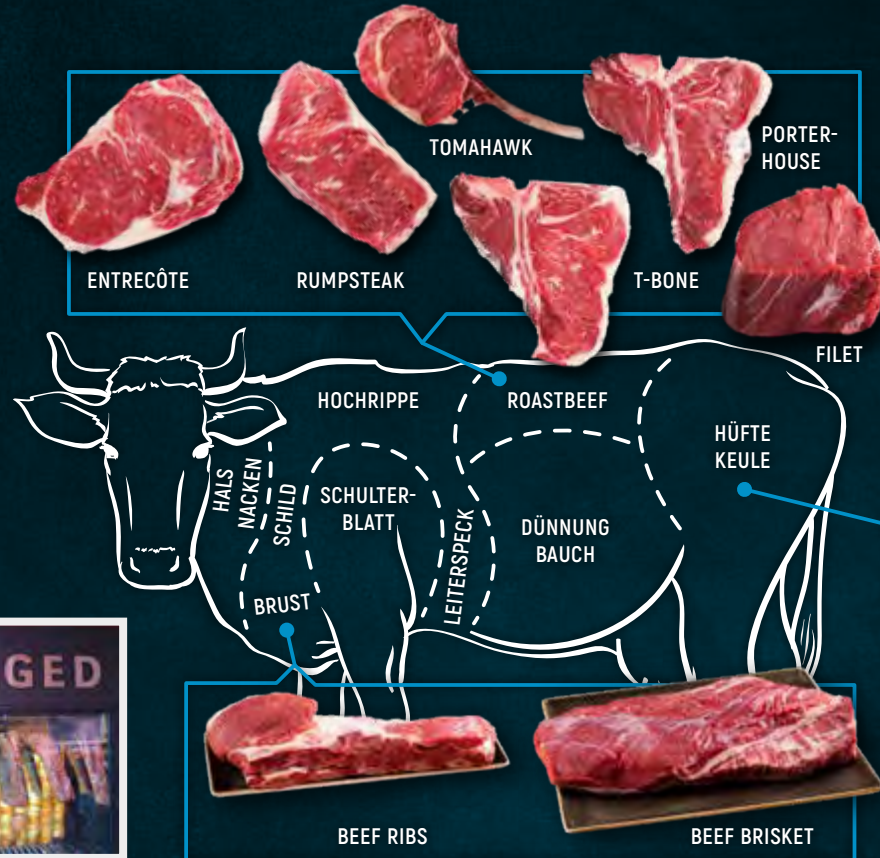 TOMAHAWK
PORTER-
HOUSE
ENTRECÔTE
RUMPSTEAK
T-BONE
FILET
HOCHRIPPE
ROASTBEEF
HÜFTE
KEULE
HALS
NACKEN
SCHILD
SCHULTER-
BLATT
LEITERSPECK
DÜNNUNG
BAUCH
BRUST
GED
BEEF RIBS
BEEF BRISKET